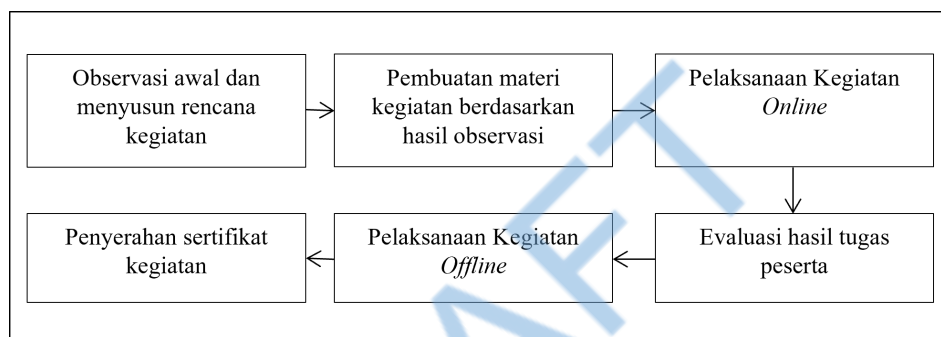 Observasi awal dan
menyusun rencana
kegiatan
Pembuatan materi
kegiatan berdasarkan
hasil observasi
Pelaksanaan Kegiatan
Online
Evaluasi hasil tugas
peserta
Pelaksanaan Kegiatan
Offline
Penyerahan sertifikat
kegiatan
AFT